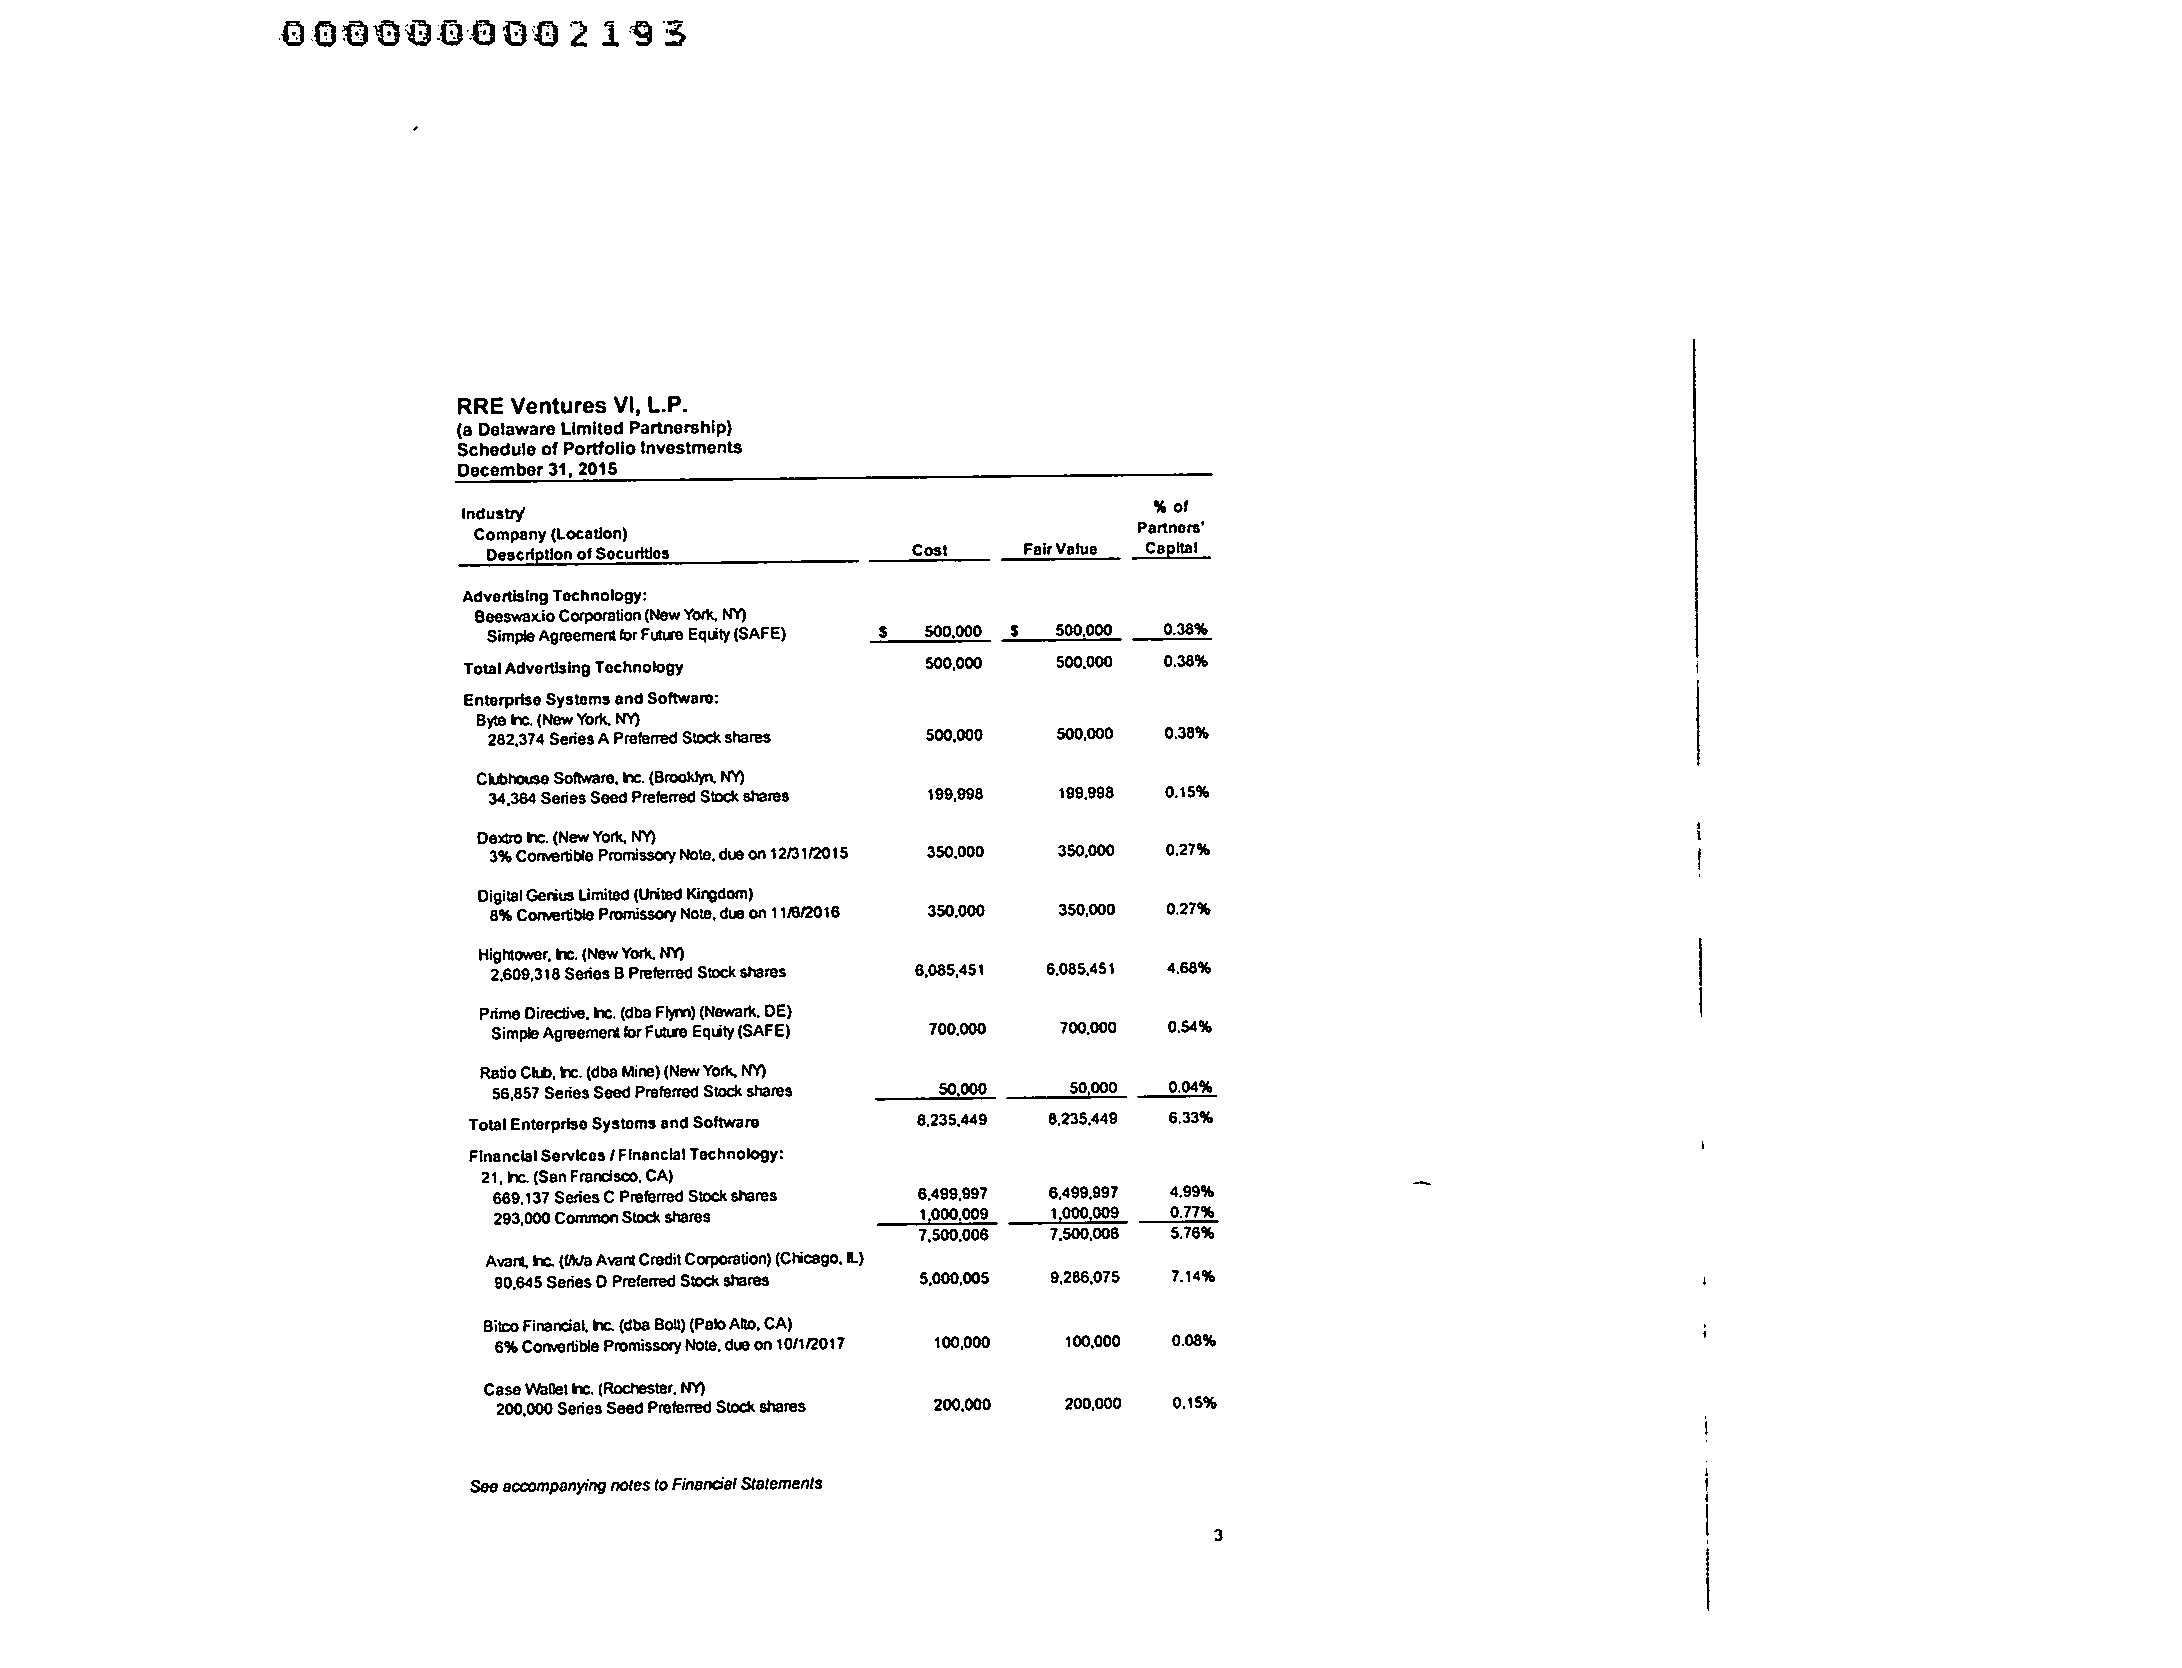 0000000002193
RRE Ventures VI, L.P.
(a Delaware Limited Partnership)
Schedule of Portfolio Investments
December 31, 2015
Industry/
Company (Location)
Description of Securities Cost Fair Value % of Partners' Capital
Advertising Technology:
Beeswax.io Corporation (New York, NY)
Simple Agreement for Future Equity (SAFE) $ 500,000 $ 500,000 0.38%
Total Advertising Technology 500,000 500,000 0.38%
Enterprise Systems and Software:
Byte Inc. (New York, NY)
282,374 Series A Preferred Stock shares 500,000 500,000 0.38%
Clubhouse Software, Inc. (Brooklyn, NY)
34,364 Series Seed Preferred Stock shares 199,998 199,998 0.15%
Dextro Inc. (New York, NY)
3% Convertible Promissory Note, due on 12/31/2015 350,000 350,000 0.27%
Digital Genius Limited (United Kingdom)
8% Convertible Promissory Note, due on 11/6/2016 350,000 350,000 0.27%
Hightower, Inc. (New York, NY)
2,609,318 Series B Preferred Stock shares 6,085,451 6,085,451 4.68%
Prime Directive, Inc. (dba Flynn) (Newark, DE)
Simple Agreement for Future Equity (SAFE) 700,000 700,000 0.54%
Ratio Club, Inc. (dba Mine) (New York, NY)
56,857 Series Seed Preferred Stock shares 50,000 50,000 0.04%
Total Enterprise Systems and Software 8,235,449 8,235,449 6.33%
Financial Services / Financial Technology:
21, Inc. (San Francisco, CA)
669,137 Series C Preferred Stock shares 6,499,997 6,499,997 4.99%
293,000 Common Stock shares 1,000,009 1,000,009 0.77%
7,500,006 7,500,006 5.76%
Avant, Inc. (f/k/a Avant Credit Corporation) (Chicago, IL)
90,645 Series D Preferred Stock shares 5,000,005 9,286,075 7.14%
Bitco Financial, Inc. (dba Bolt) (Palo Alto, CA)
6% Convertible Promissory Note, due on 10/1/2017 100,000 100,000 0.08%
Case Wallet Inc. (Rochester, NY)
200,000 Series Seed Preferred Stock shares 200,000 200,000 0.15%
See accompanying notes to Financial Statements
3